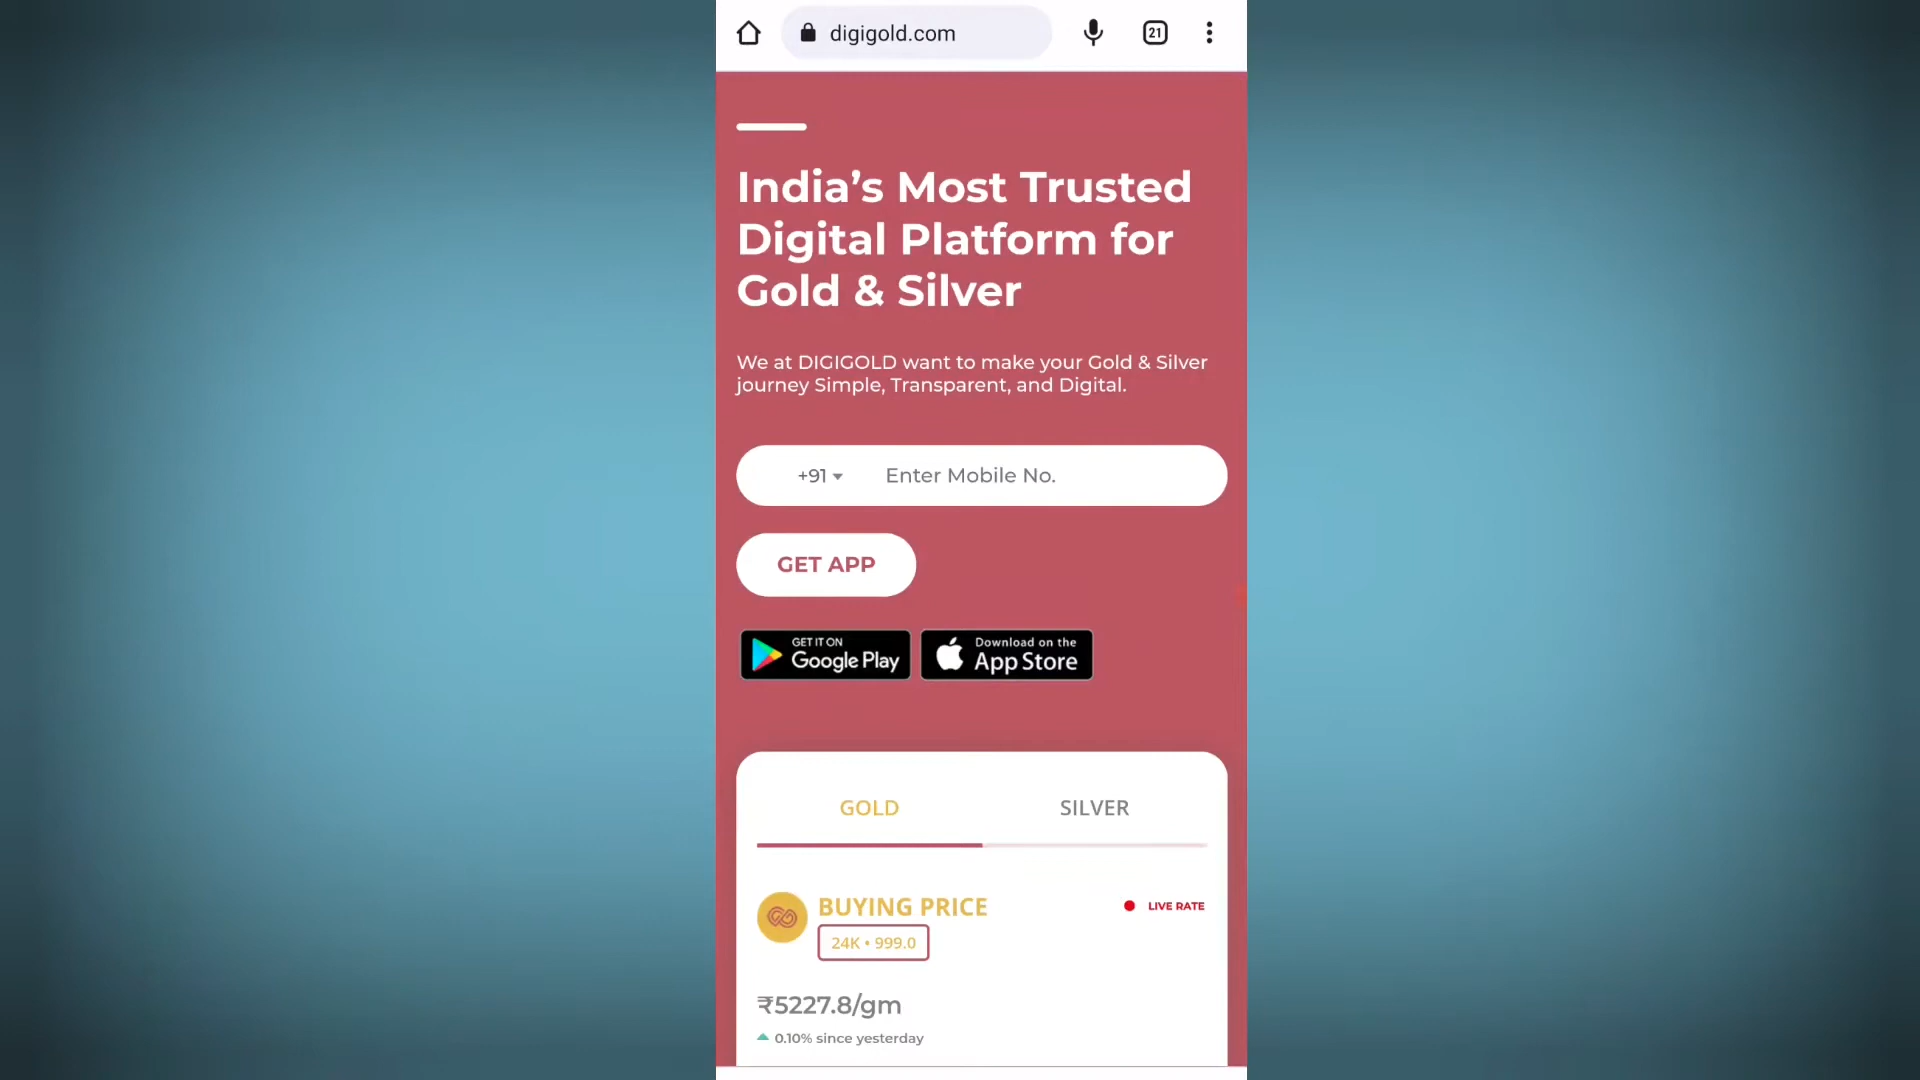 digigold.com
21
India’s Most Trusted
Digital Platform for
Gold & Silver
We at DIGIGOLD want to make your Gold & Silver
journey Simple, Transparent, and Digital.
+91 Enter Mobile No.
GET APP
GET IT ON
Google Play
Download on the
App Store
GOLD SILVER
BUYING PRICE
LIVE RATE
24K • 999.0
₹5227.8/gm
0.10% since yesterday